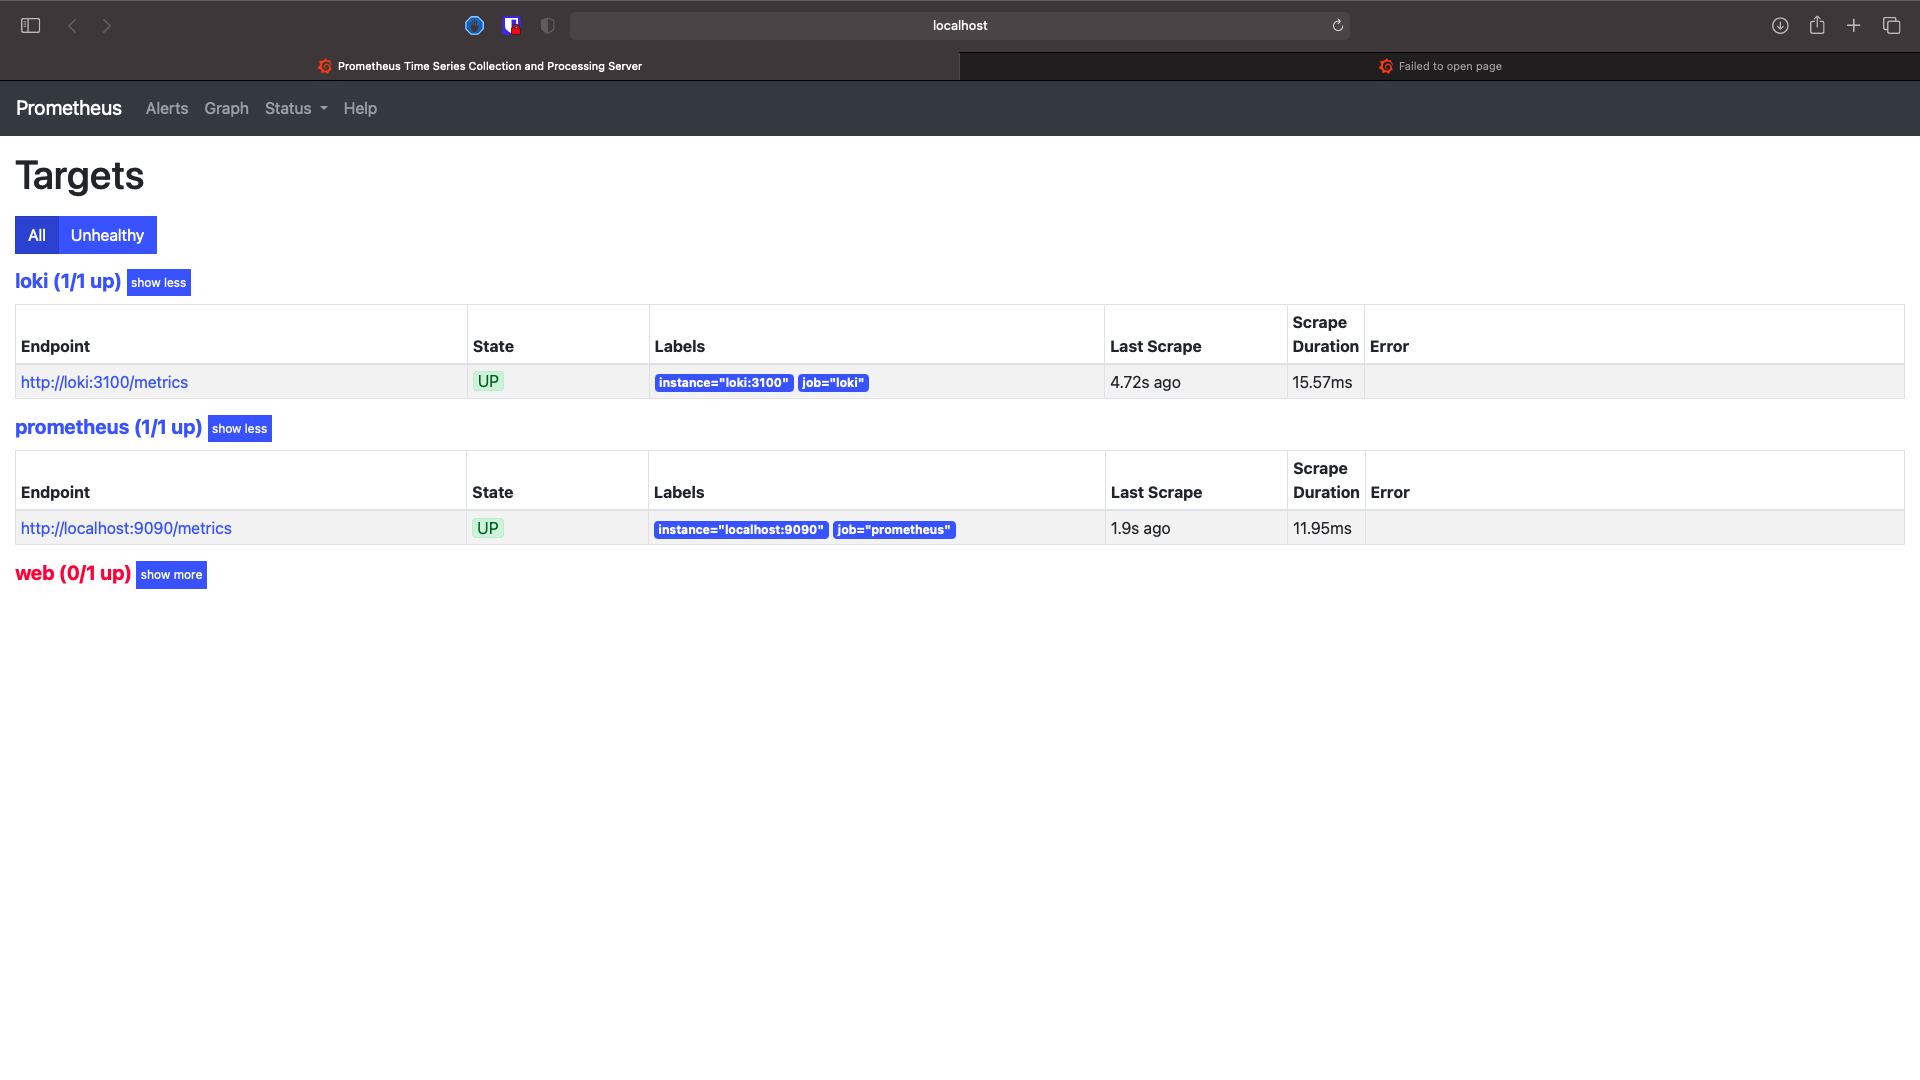 localhost
Prometheus Time Series Collection and Processing Server
Failed to open page
Prometheus Alerts Graph Status Help
Targets
All Unhealthy
loki (1/1 up) show less
Endpoint State Labels Last Scrape Scrape Duration Error
http://loki:3100/metrics UP instance="loki:3100" job="loki" 4.72s ago 15.57ms
prometheus (1/1 up) show less
Endpoint State Labels Last Scrape Scrape Duration Error
http://localhost:9090/metrics UP instance="localhost:9090" job="prometheus" 1.9s ago 11.95ms
web (0/1 up) show more